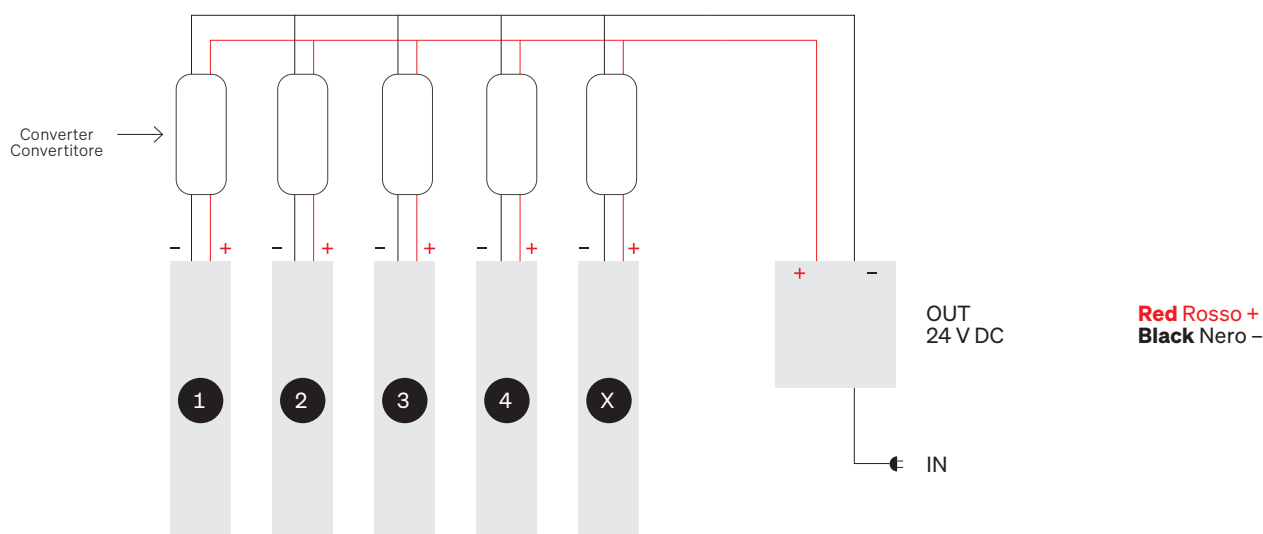 Converter
Convertitore
– + – + – + – + – +
+ –
OUT
24 V DC
Red Rosso +
Black Nero –
1 2 3 4 X
IN